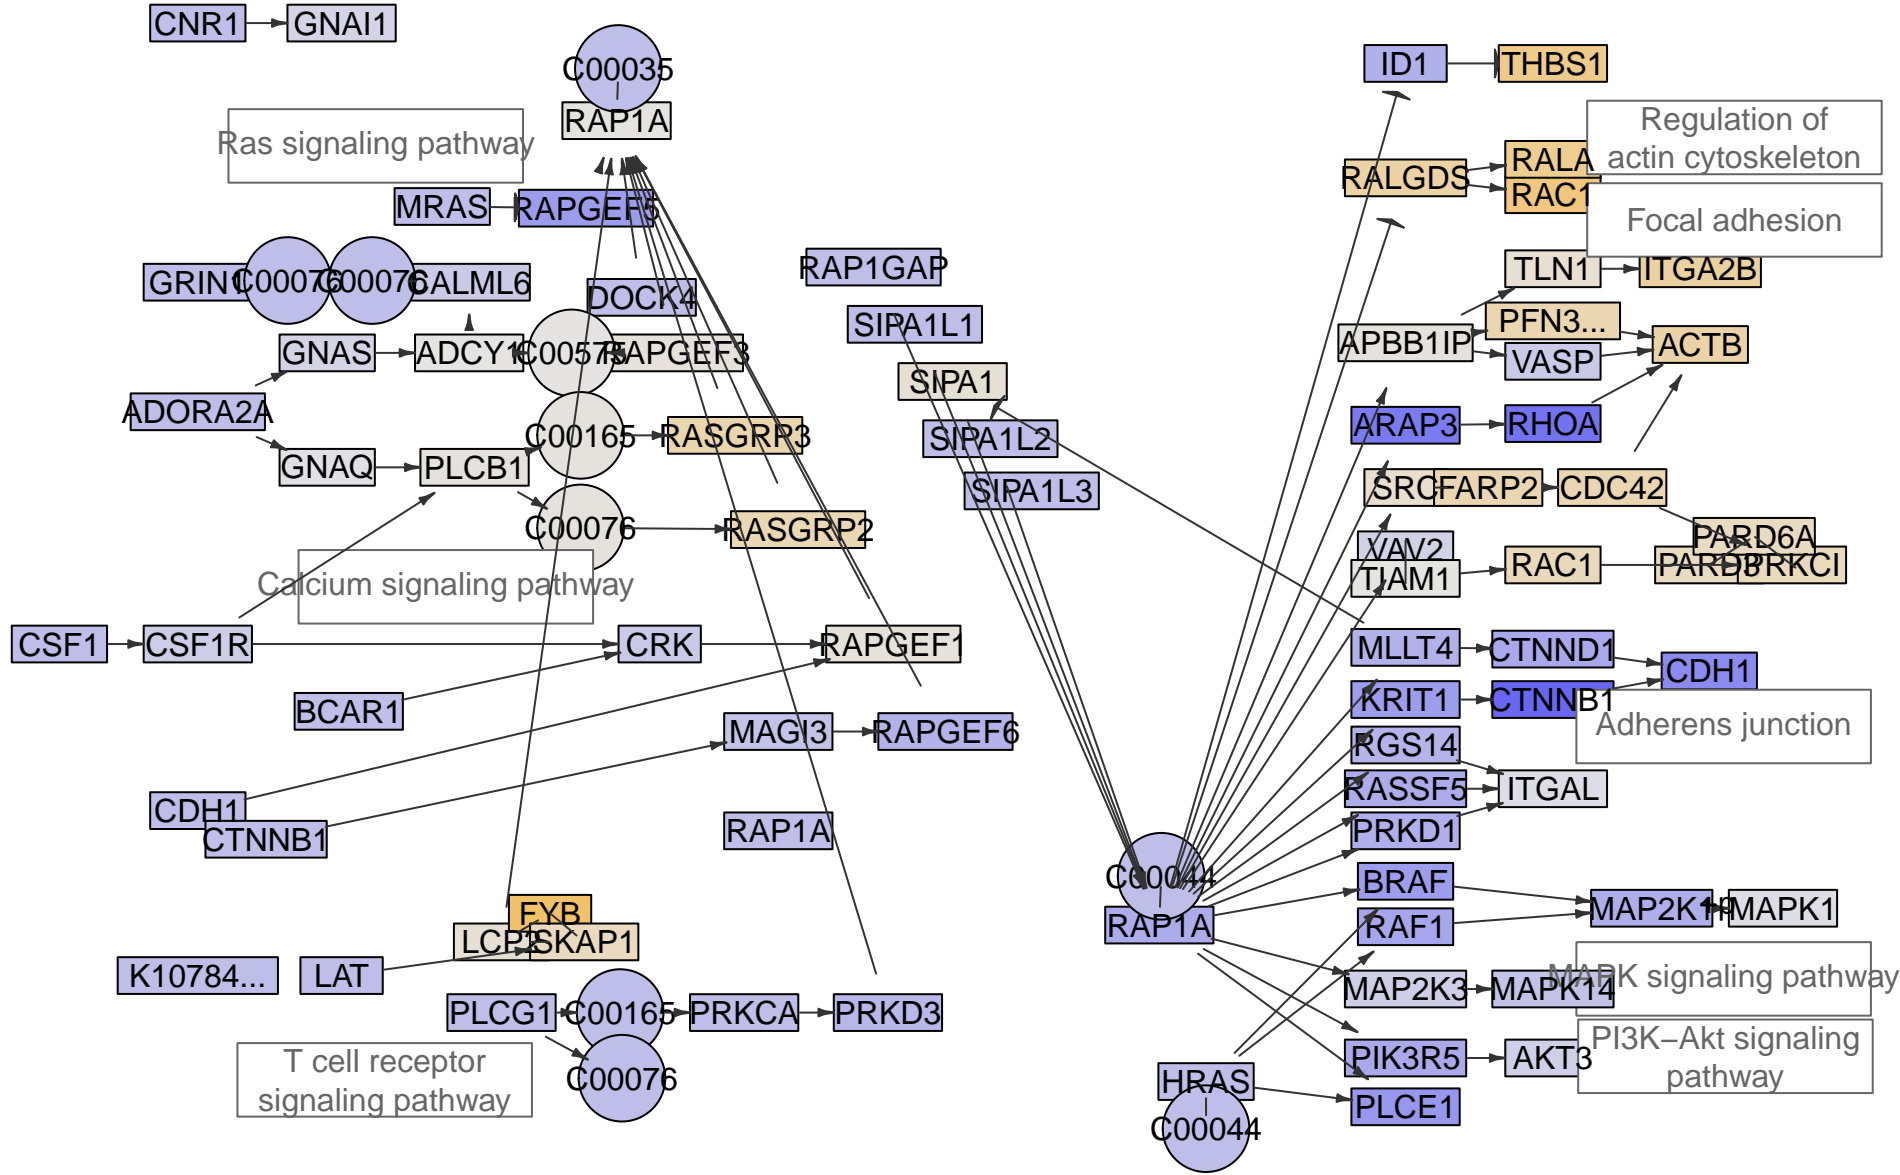 CNR1
GNAI1
C00035
RAP1A
Ras signaling pathway
MRAS
RAPGEF5
GRIN1
C00076
C00076
CALML6
DOCK4
GNAS
ADCY1
C00575
RAPGEF3
ADORA2A
C00165
RASGRP3
GNAQ
PLCB1
C00076
RASGRP2
Calcium signaling pathway
CSF1
CSF1R
CRK
RAPGEF1
BCAR1
MAGI3
RAPGEF6
CDH1
CTNNB1
RAP1A
FYB
LCP2
SKAP1
K10784...
LAT
PLCG1
C00165
PRKCA
PRKD3
C00076
T cell receptor
signaling pathway
RAP1GAP
SIPA1L1
SIPA1
SIPA1L2
SIPA1L3
C00044
RAP1A
HRAS
C00044
ID1
THBS1
Regulation of
actin cytoskeleton
RALGDS
RALA
RAC1
Focal adhesion
TLN1
ITGA2B
APBB1IP
PFN3...
VASP
ACTB
ARAP3
RHOA
SRC
FARP2
CDC42
VAV2
TIAM1
RAC1
PARD6A
PARD3
PRKCI
MLLT4
CTNND1
CDH1
KRIT1
CTNNB1
Adherens junction
RGS14
RASSF5
ITGAL
PRKD1
BRAF
RAF1
MAP2K1
MAPK1
MAP2K3
MAPK14
MAPK signaling pathway
PIK3R5
AKT3
PI3K–Akt signaling
pathway
PLCE1